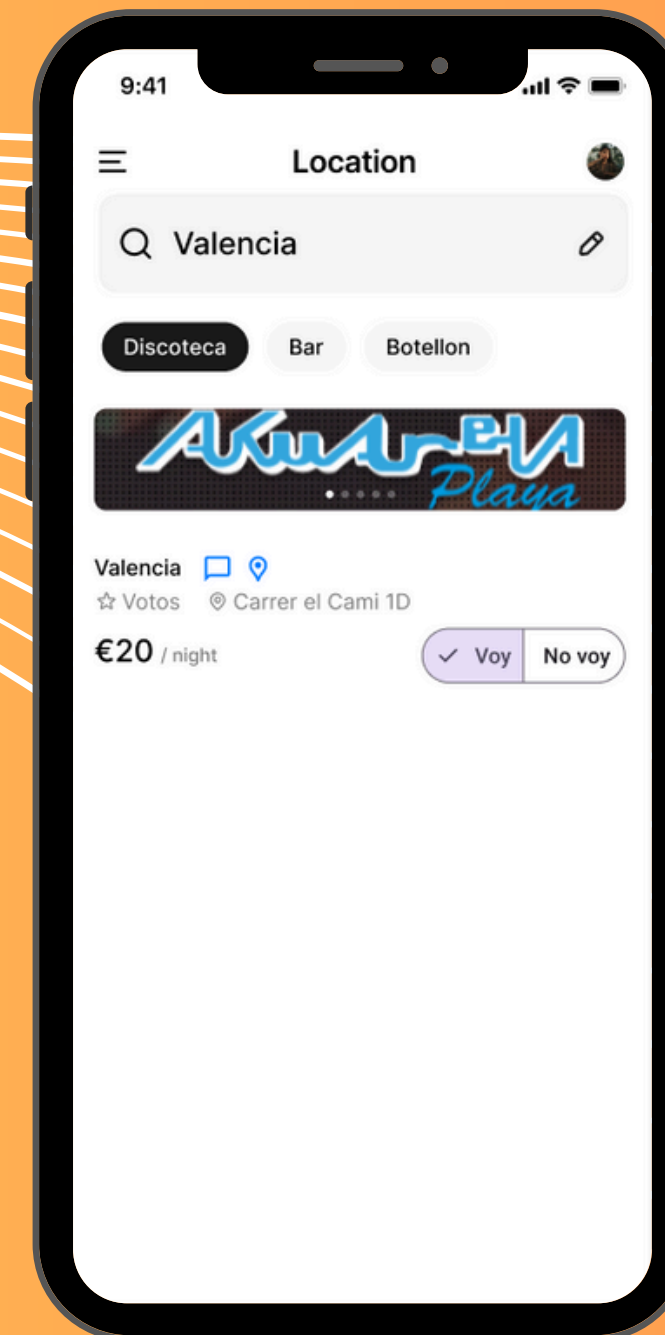 9:41
Location
Valencia
Discoteca Bar Botellon
AKuArelA
Playa
Valencia
Votos Carrer el Cami 1D
€20 / night Voy No voy